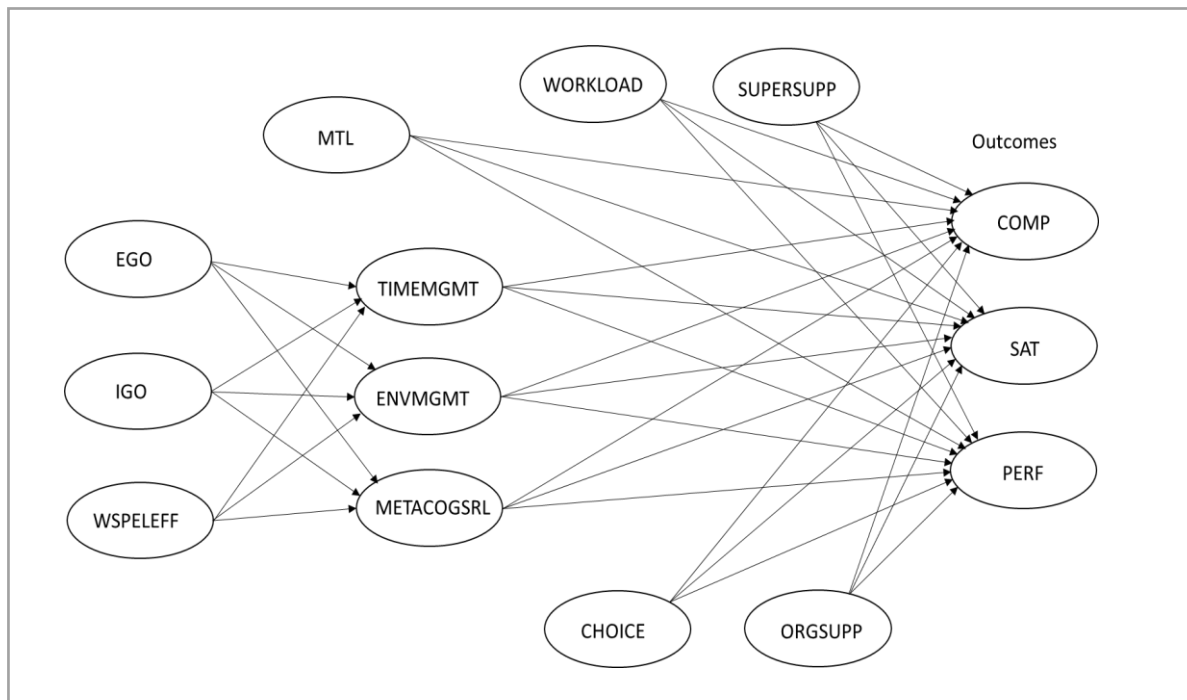 WORKLOAD
SUPERSUPP
MTL
Outcomes
COMP
EGO
TIMEMGMT
SAT
IGO
ENVMGMT
PERF
WSPELEFF
METACOGSRL
CHOICE
ORGSUPP